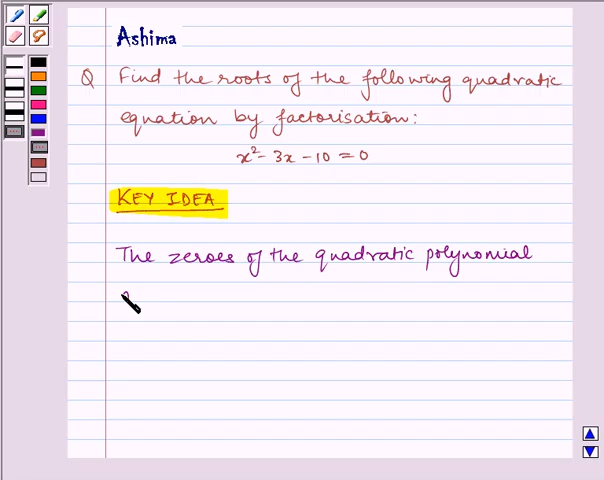 Ashima
Q Find the roots of the following quadratic
equation by factorisation:
x² - 3x - 10 = 0
KEY IDEA
The zeroes of the quadratic polynomial